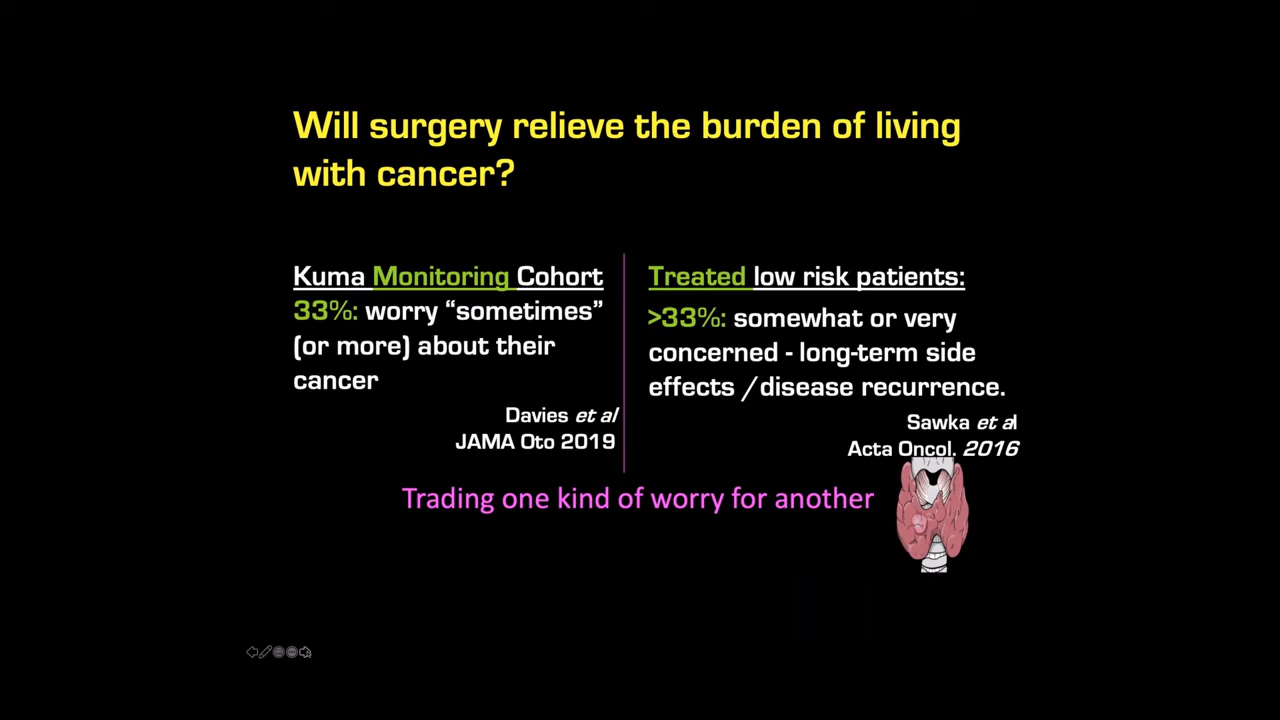 Will surgery relieve the burden of living
with cancer?
Kuma Monitoring Cohort
33%: worry “sometimes”
(or more) about their
cancer
Davies et al
JAMA Oto 2019
Treated low risk patients:
>33%: somewhat or very
concerned - long-term side
effects /disease recurrence.
Sawka et al
Acta Oncol. 2016
Trading one kind of worry for another